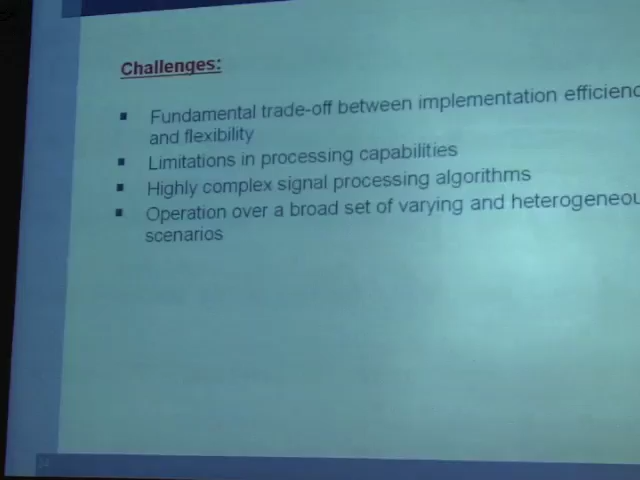 Challenges:
Fundamental trade-off between implementation efficienc
and flexibility
Limitations in processing capabilities
Highly complex signal processing algorithms
Operation over a broad set of varying and heterogeneou
scenarios